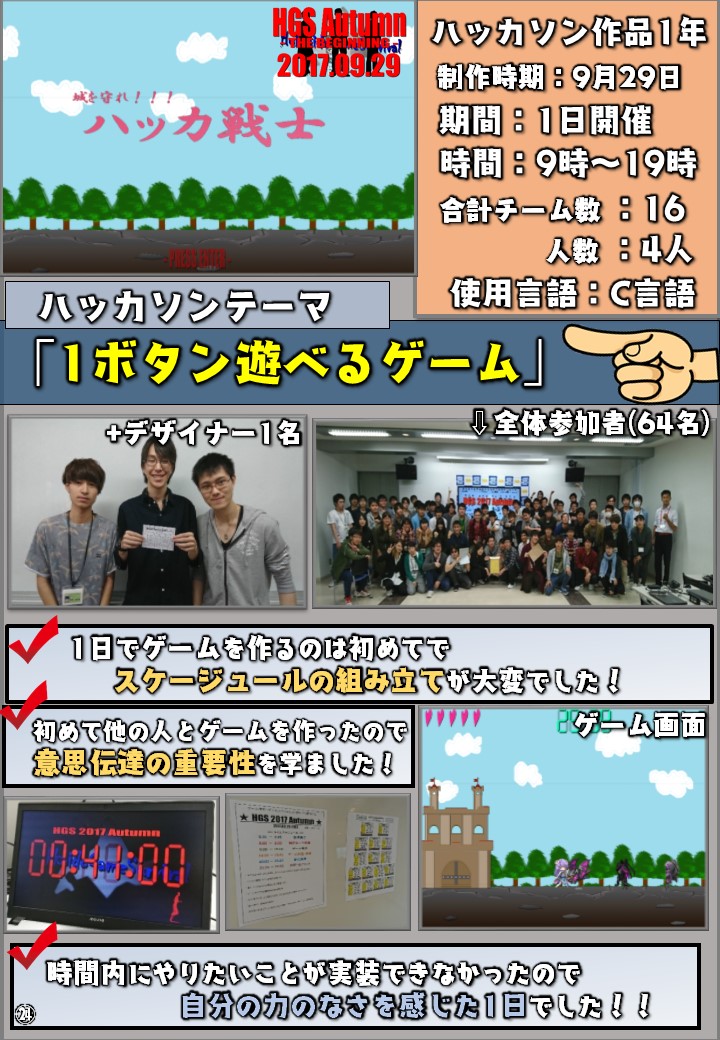 HGS Autumn
THE BEGINNING
2017.09.29
城を守れ！！！
ハッカ戦士
PRESS ENTER
ハッカソン作品1年
制作時期：9月29日
期間：1日開催
時間：9時～19時
合計チーム数：16
人数：4人
使用言語：C言語
ハッカソンテーマ
「1ボタン遊べるゲーム」
+デザイナー1名
⇩全体参加者(64名)
1日でゲームを作るのは初めてで
スケージュールの組み立てが大変でした！
初めて他の人とゲームを作ったので
意思伝達の重要性を学ました！
ゲーム画面
HGS 2017 Autumn
00:41:00
★ HGS 2017 Autumn ★
時間内にやりたいことが実装できなかったので
自分の力のなさを感じた1日でした！！
24